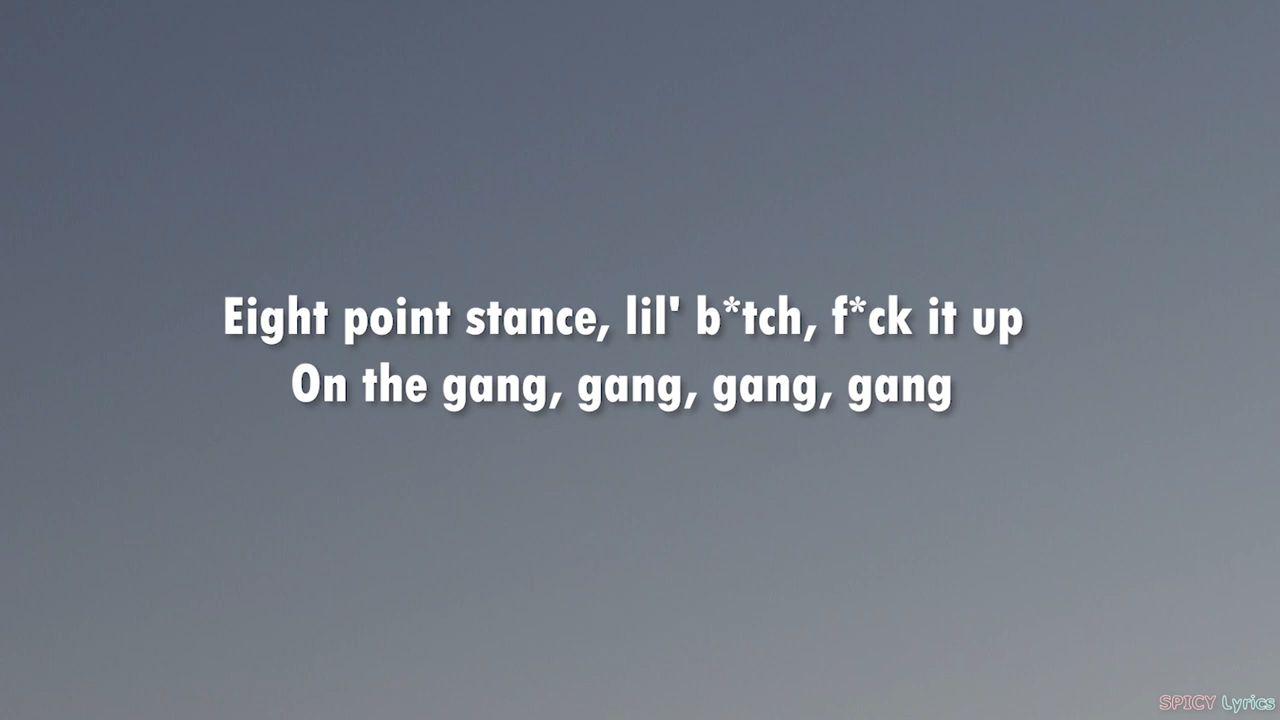 Eight point stance, lil' b*tch, f*ck it up
On the gang, gang, gang, gang
SPICY Lyrics